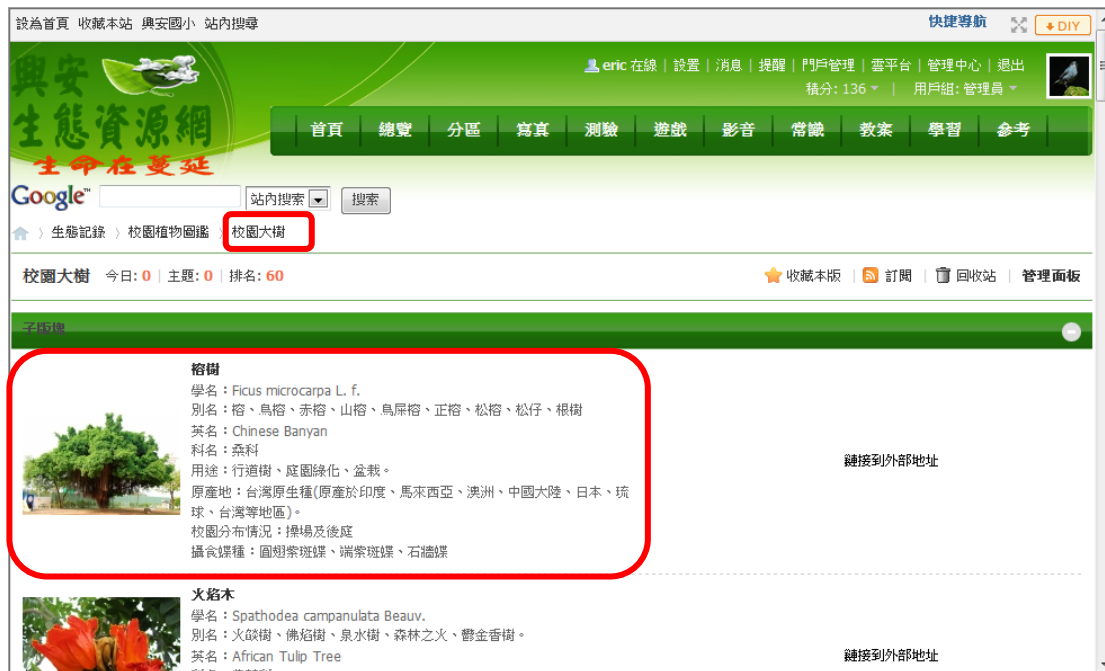 設為首頁 收藏本站 興安國小 站內搜尋 快捷導航 DIY
eric 在線 | 設置 | 消息 | 提醒 | 門戶管理 | 雲平台 | 管理中心 | 退出
積分: 136 | 用戶組: 管理員
興安
生態資源網
生命在蔓延
首頁 總覽 分區 寫真 測驗 遊戲 影音 常識 教案 學習 參考
Google™ 站內搜索 搜索
生態記錄 〉 校園植物圖鑑 〉 校園大樹
校園大樹 今日: 0 | 主題: 0 | 排名: 60 收藏本版 | 訂閱 | 回收站 | 管理面板
子版塊
榕樹
學名：Ficus microcarpa L. f.
別名：榕、鳥榕、赤榕、山榕、鳥屎榕、正榕、松榕、松仔、根樹
英名：Chinese Banyan
科名：桑科
用途：行道樹、庭園綠化、盆栽。
原產地：台灣原生種(原產於印度、馬來西亞、澳洲、中國大陸、日本、琉
球、台灣等地區)。
校園分布情況：操場及後庭
攝食蝶種：圓翅紫斑蝶、端紫斑蝶、石牆蝶
鏈接到外部地址
火焰木
學名：Spathodea campanulata Beauv.
別名：火燄樹、佛焰樹、泉水樹、森林之火、鬱金香樹。
英名：African Tulip Tree
鏈接到外部地址